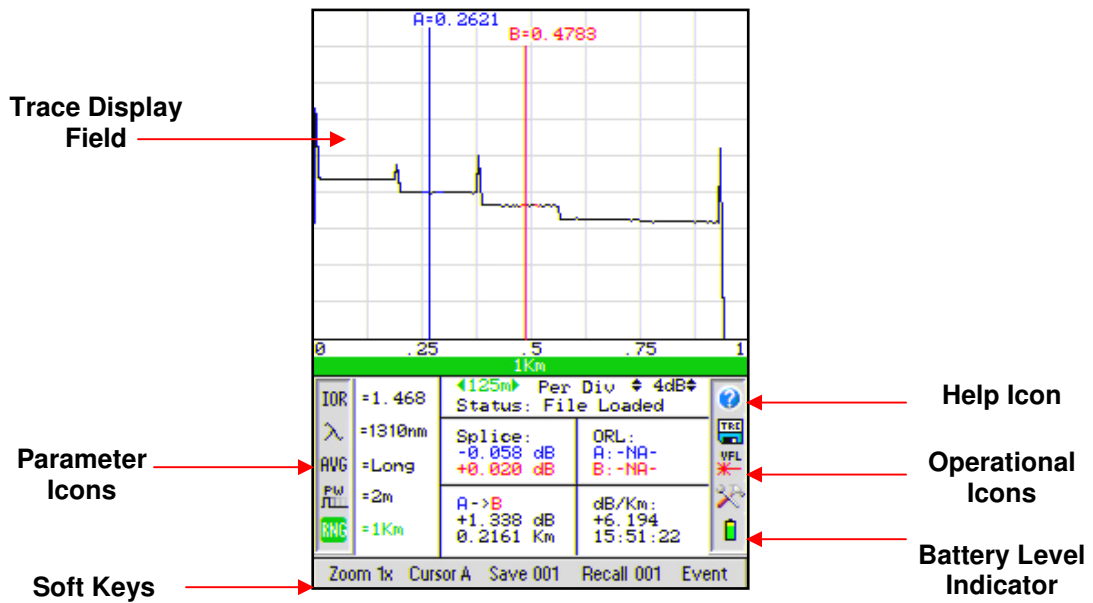 A=0.2621
B=0.4783
Trace Display
Field
0 .25 .5 .75 1
1Km
IOR =1.468
λ =1310nm
AVG =Long
PW =2m
RNG =1Km
125m Per Div 4dB
Status: File Loaded
Splice:
-0.058 dB
+0.020 dB
ORL:
A:-NA-
B:-NA-
A->B
+1.338 dB
0.2161 Km
dB/Km:
+6.194
15:51:22
?
TRC
VFL
Help Icon
Parameter
Icons
Operational
Icons
Battery Level
Indicator
Soft Keys
Zoom 1x Cursor A Save 001 Recall 001 Event